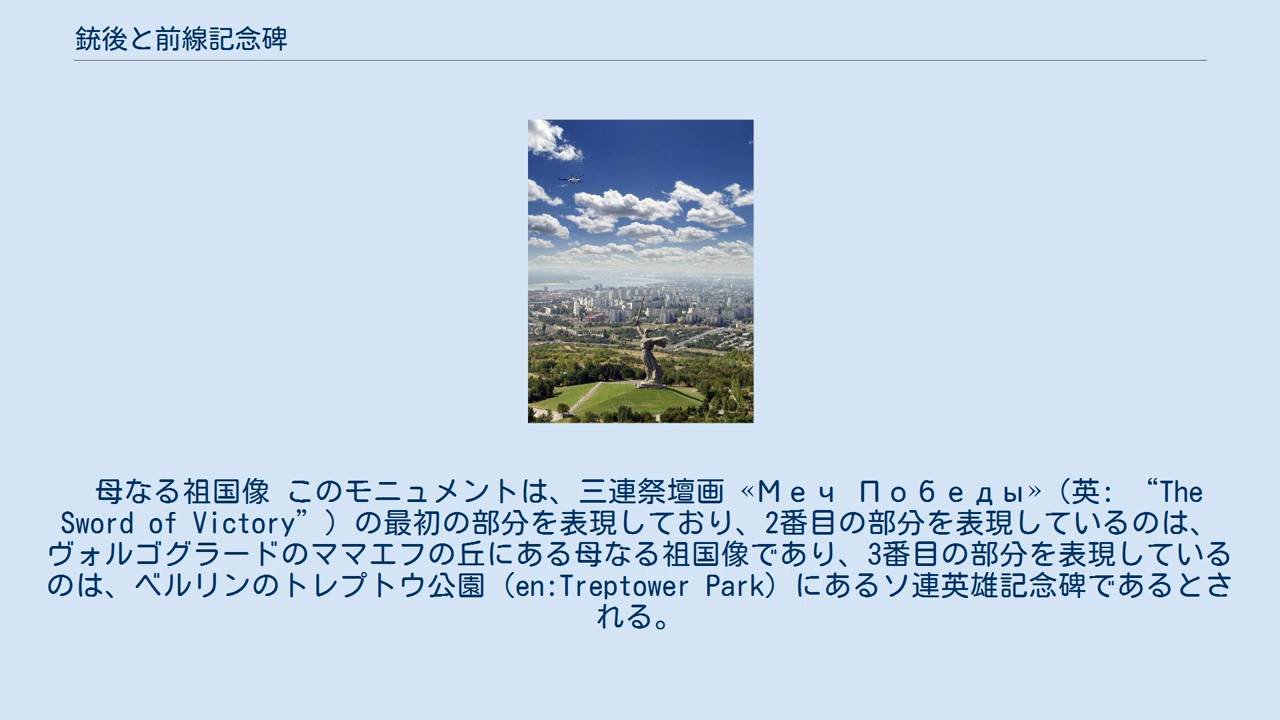 銃後と前線記念碑
母なる祖国像 このモニュメントは、三連祭壇画 «Меч Победы»（英: “The
Sword of Victory”）の最初の部分を表現しており、2番目の部分を表現しているのは、
ヴォルゴグラードのママエフの丘にある母なる祖国像であり、3番目の部分を表現している
のは、ベルリンのトレプトウ公園（en:Treptower Park）にあるソ連英雄記念碑であるとさ
れる。